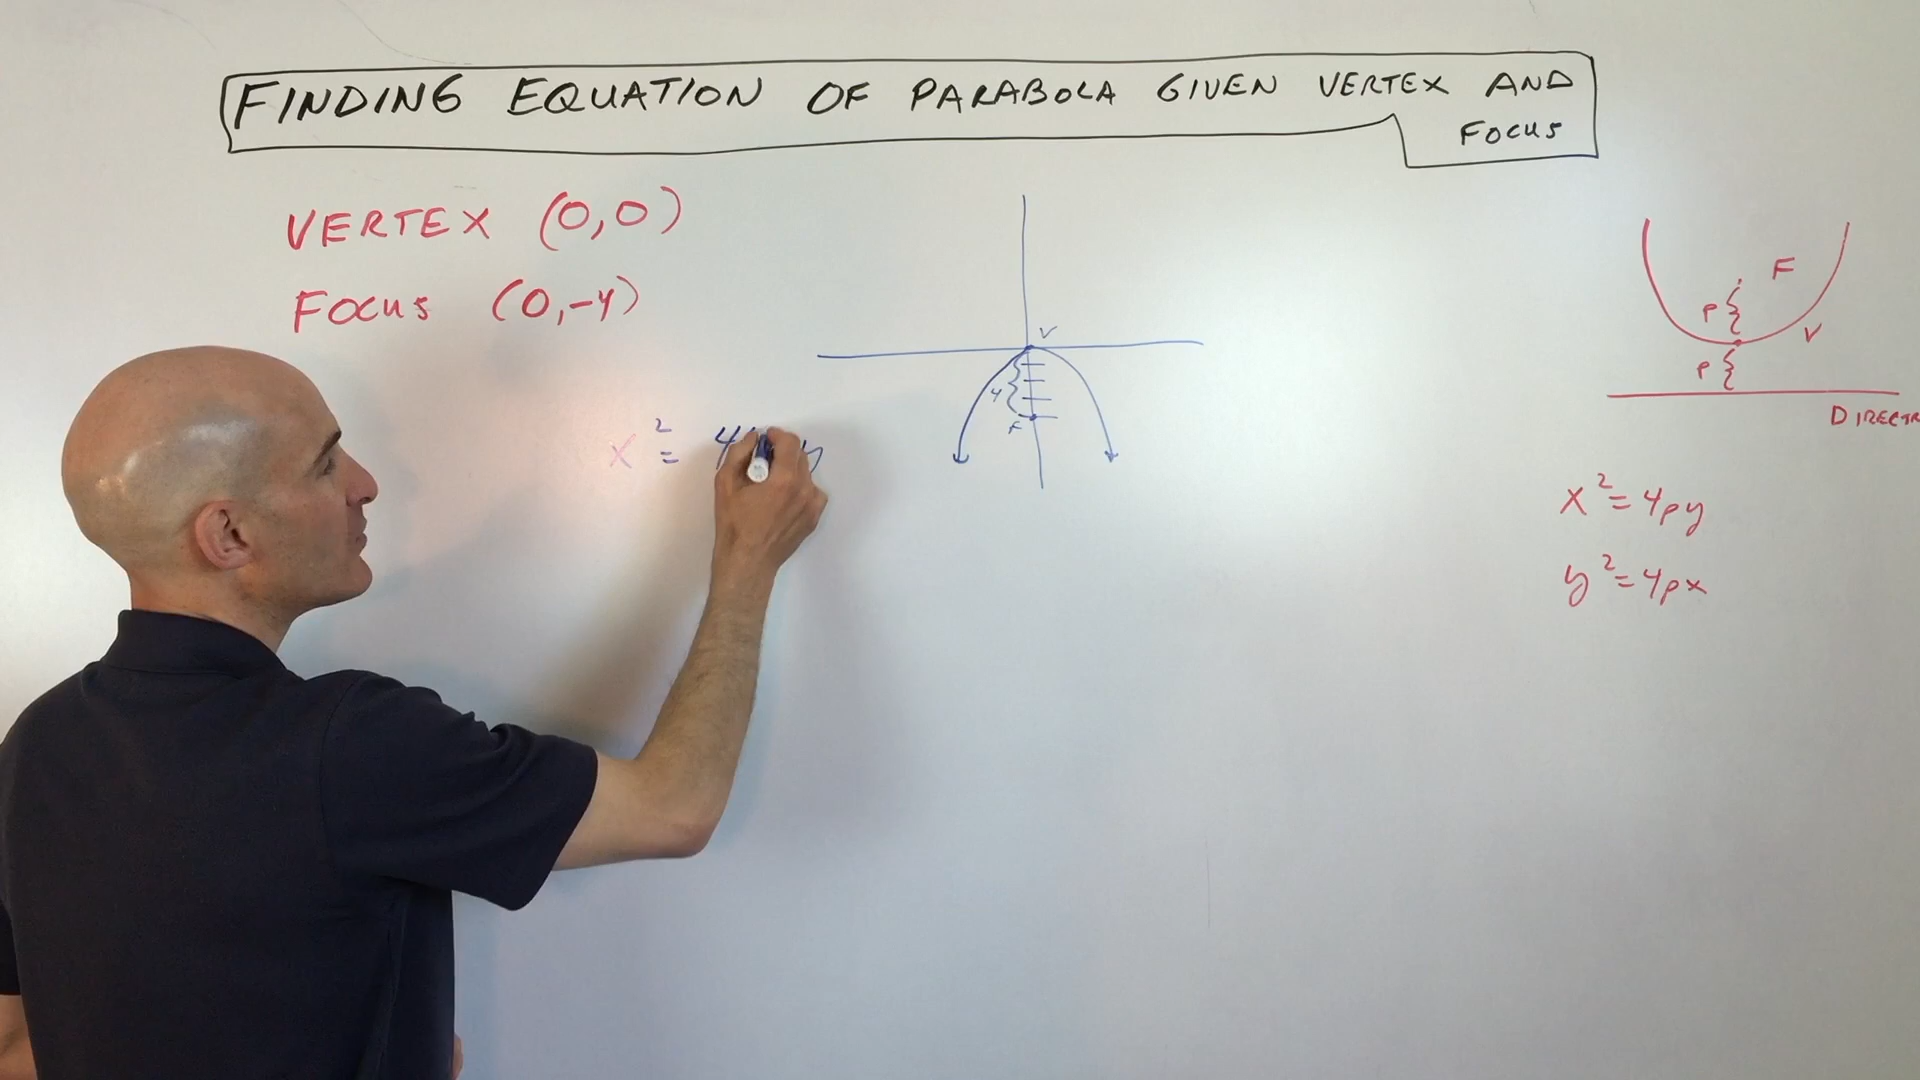 FINDING EQUATION OF PARABOLA GIVEN VERTEX AND
FOCUS
VERTEX (0,0)
FOCUS (0,-4)
V
4
F
x² = 4
y
F
P
V
P
x² = 4py
y² = 4px